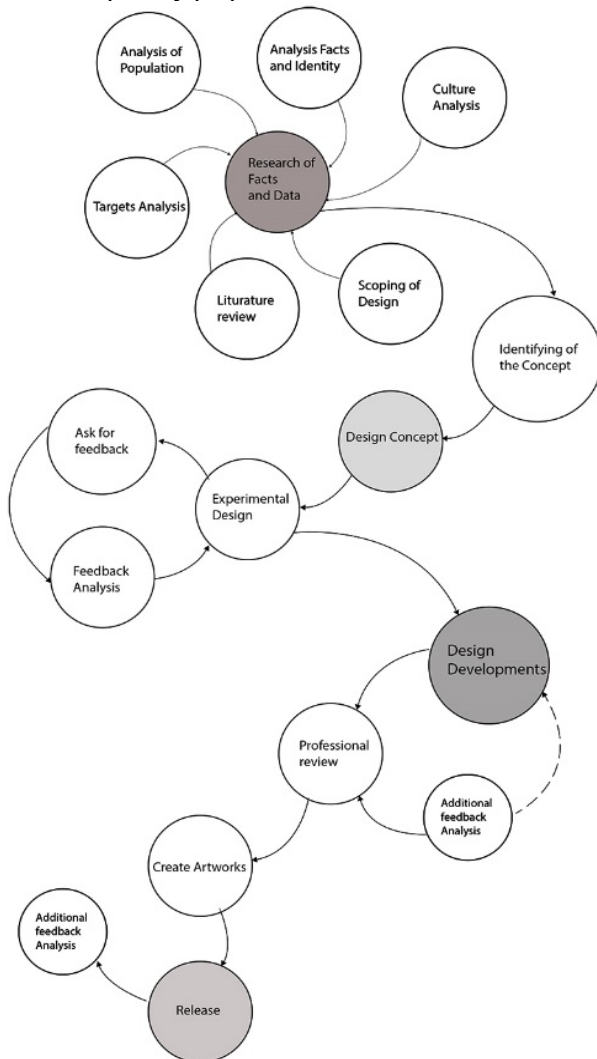 Analysis of
Population
Analysis Facts
and Identity
Culture
Analysis
Research of
Facts
and Data
Targets Analysis
Liturature
review
Scoping of
Design
Identifying of
the Concept
Design Concept
Ask for
feedback
Experimental
Design
Feedback
Analysis
Design
Developments
Professional
review
Additional
feedback
Analysis
Create Artworks
Additional
feedback
Analysis
Release